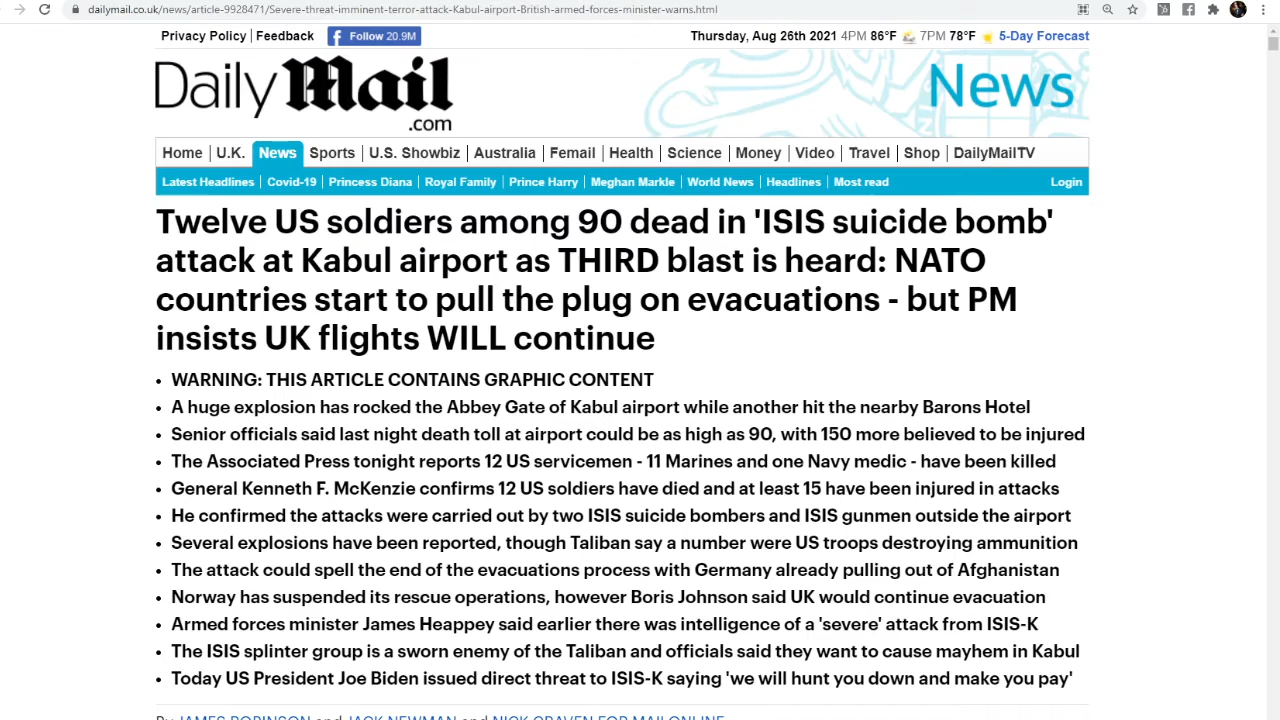 dailymail.co.uk/news/article-9928471/Severe-threat-imminent-terror-attack-Kabul-airport-British-armed-forces-minister-warns.html
Privacy Policy | Feedback
f Follow 20.9M
Thursday, Aug 26th 2021 4PM 86°F 7PM 78°F 5-Day Forecast
Daily Mail
.com
News
Home | U.K. News Sports | U.S. Showbiz | Australia | Femail | Health | Science | Money | Video | Travel | Shop | DailyMailTV
Latest Headlines | Covid-19 | Princess Diana | Royal Family | Prince Harry | Meghan Markle | World News | Headlines | Most read Login
Twelve US soldiers among 90 dead in 'ISIS suicide bomb'
attack at Kabul airport as THIRD blast is heard: NATO
countries start to pull the plug on evacuations - but PM
insists UK flights WILL continue
• WARNING: THIS ARTICLE CONTAINS GRAPHIC CONTENT
• A huge explosion has rocked the Abbey Gate of Kabul airport while another hit the nearby Barons Hotel
• Senior officials said last night death toll at airport could be as high as 90, with 150 more believed to be injured
• The Associated Press tonight reports 12 US servicemen - 11 Marines and one Navy medic - have been killed
• General Kenneth F. McKenzie confirms 12 US soldiers have died and at least 15 have been injured in attacks
• He confirmed the attacks were carried out by two ISIS suicide bombers and ISIS gunmen outside the airport
• Several explosions have been reported, though Taliban say a number were US troops destroying ammunition
• The attack could spell the end of the evacuations process with Germany already pulling out of Afghanistan
• Norway has suspended its rescue operations, however Boris Johnson said UK would continue evacuation
• Armed forces minister James Heappey said earlier there was intelligence of a 'severe' attack from ISIS-K
• The ISIS splinter group is a sworn enemy of the Taliban and officials said they want to cause mayhem in Kabul
• Today US President Joe Biden issued direct threat to ISIS-K saying 'we will hunt you down and make you pay'
By JAMES ROBINSON and JACK NEWMAN and NICK CRAVEN FOR MAILONLINE